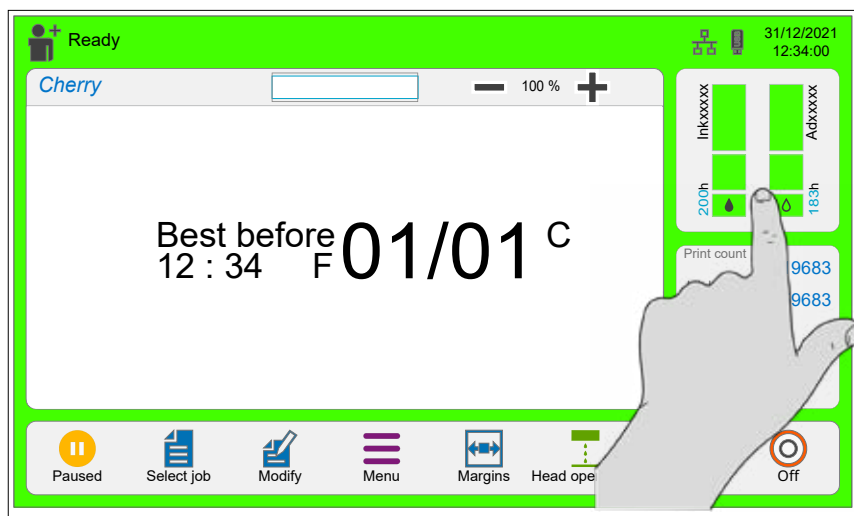 Ready
31/12/2021
12:34:00
Cherry
100 %
Inkxxxxx
Adxxxxx
200h
183h
Best before
12 : 34 F
01/01 C
Print count
9683
9683
Paused
Select job
Modify
Menu
Margins
Head ope
Off